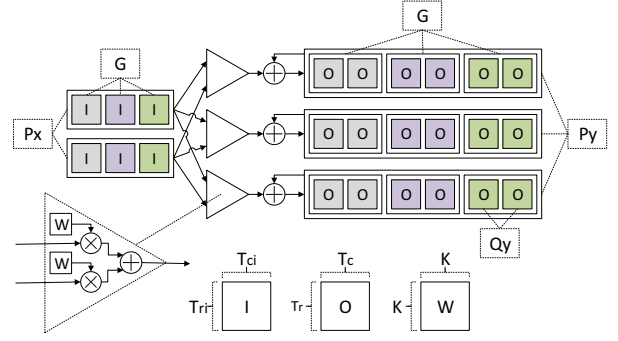 G
G
O O O O O O
I I I
Px
O O O O O O
Py
I I I
O O O O O O
W
Qy
W
Tci
Tc
K
Tri
I
Tr
O
K
W